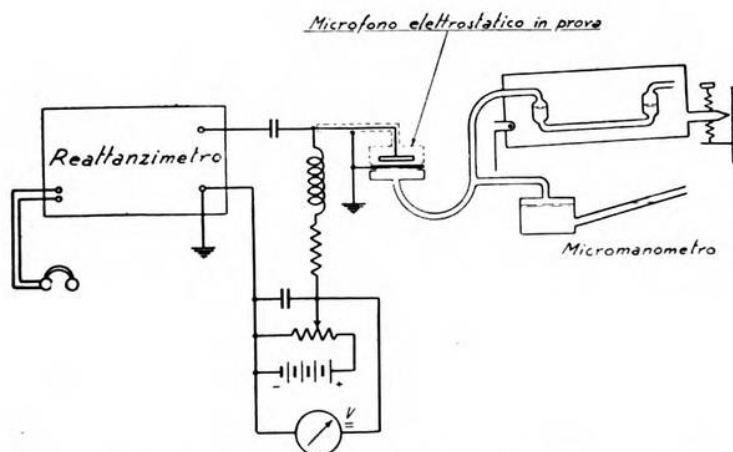 Microfono elettrostatico in prova
Reattanzimetro
Micromanometro
- +
V